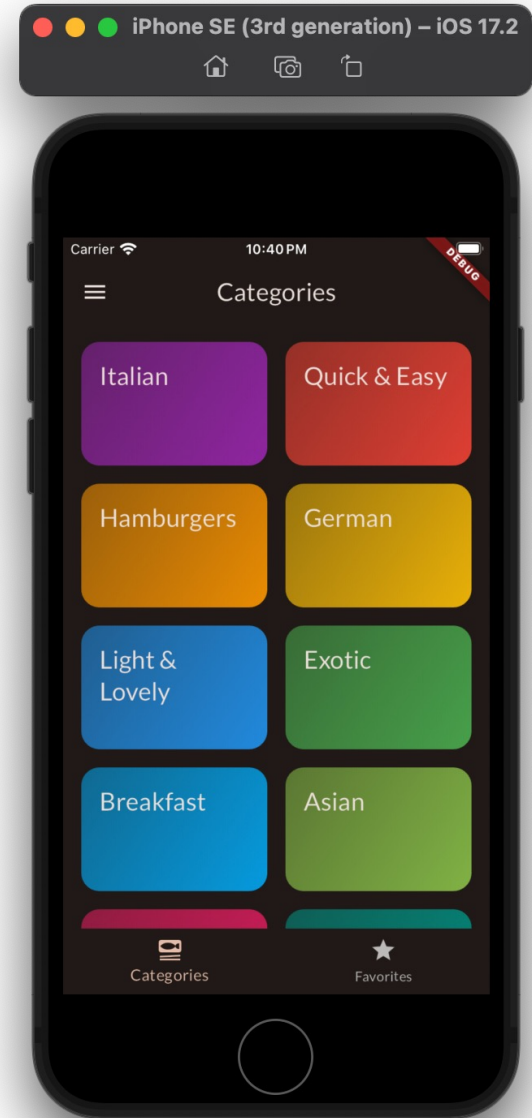 iPhone SE (3rd generation) – iOS 17.2
Carrier 10:40 PM
DEBUG
Categories
Italian
Quick & Easy
Hamburgers
German
Light &
Lovely
Exotic
Breakfast
Asian
Categories
Favorites